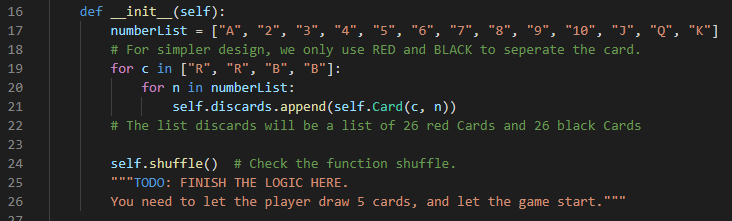 16 def __init__(self):
17 numberList = ["A", "2", "3", "4", "5", "6", "7", "8", "9", "10", "J", "Q", "K"]
18 # For simpler design, we only use RED and BLACK to seperate the card.
19 for c in ["R", "R", "B", "B"]:
20 for n in numberList:
21 self.discards.append(self.Card(c, n))
22 # The list discards will be a list of 26 red Cards and 26 black Cards
23
24 self.shuffle()  # Check the function shuffle.
25 """TODO: FINISH THE LOGIC HERE.
26 You need to let the player draw 5 cards, and let the game start."""
27